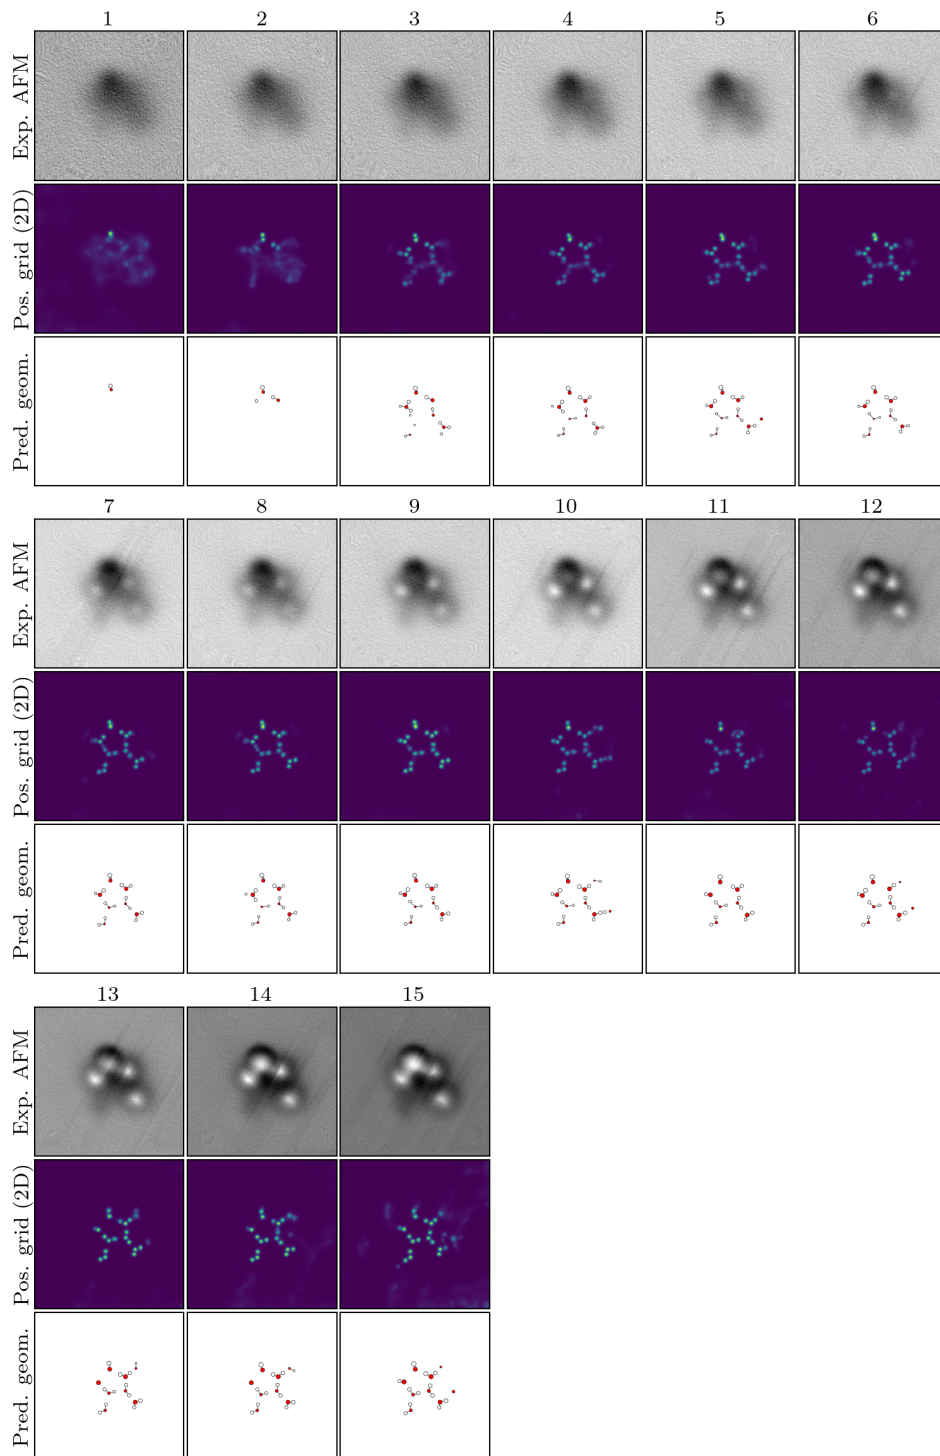 1 2 3 4 5 6
Exp. AFM
Pos. grid (2D)
Pred. geom.
7 8 9 10 11 12
Exp. AFM
Pos. grid (2D)
Pred. geom.
13 14 15
Exp. AFM
Pos. grid (2D)
Pred. geom.